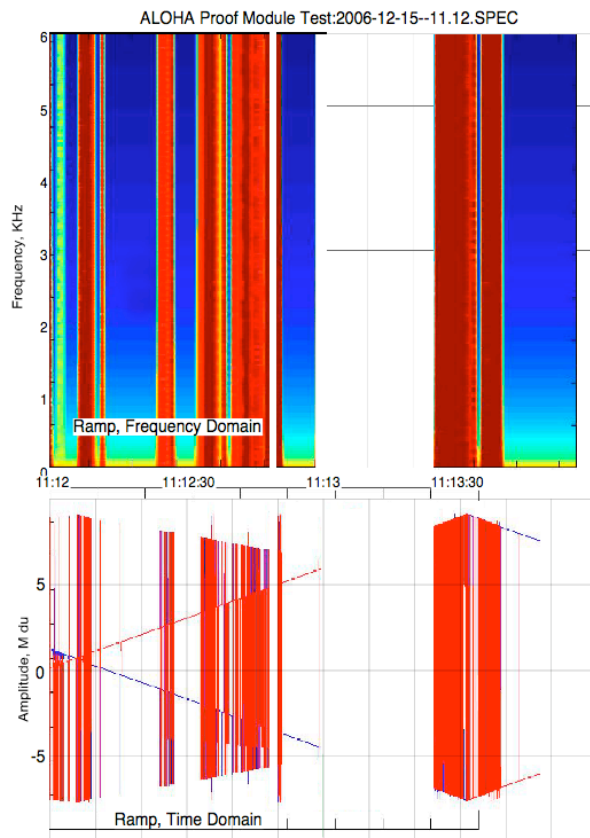 ALOHA Proof Module Test:2006-12-15--11.12.SPEC
6
5
4
3
2
1
0
Frequency, KHz
Ramp, Frequency Domain
11:12 11:12:30 11:13 11:13:30
5
0
-5
Amplitude, M du
Ramp, Time Domain